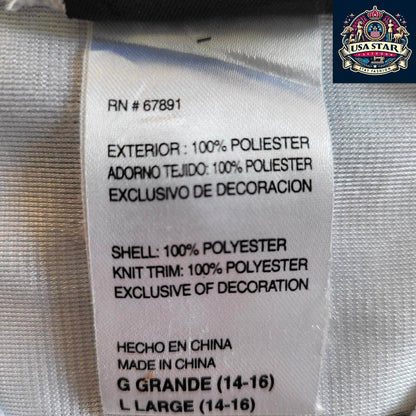 USA STAR
RN # 67891
EXTERIOR : 100% POLIESTER
ADORNO TEJIDO: 100% POLIESTER
EXCLUSIVO DE DECORACION
SHELL: 100% POLYESTER
KNIT TRIM: 100% POLYESTER
EXCLUSIVE OF DECORATION
HECHO EN CHINA
MADE IN CHINA
G GRANDE (14-16)
L LARGE (14-16)